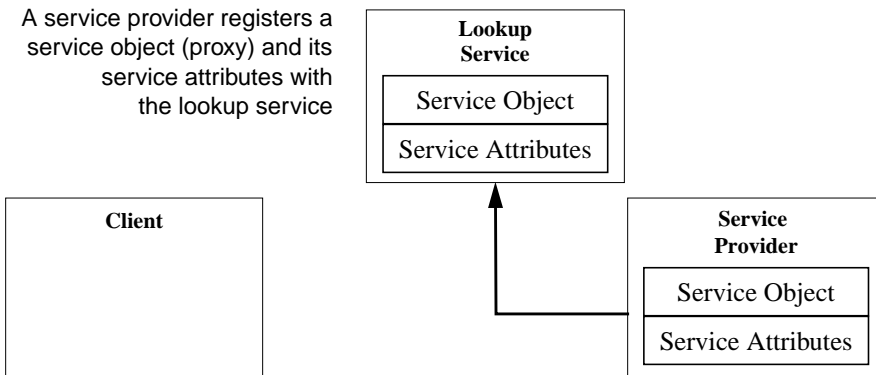 A service provider registers a
service object (proxy) and its
service attributes with
the lookup service
Lookup
Service
Service Object
Service Attributes
Client
Service
Provider
Service Object
Service Attributes